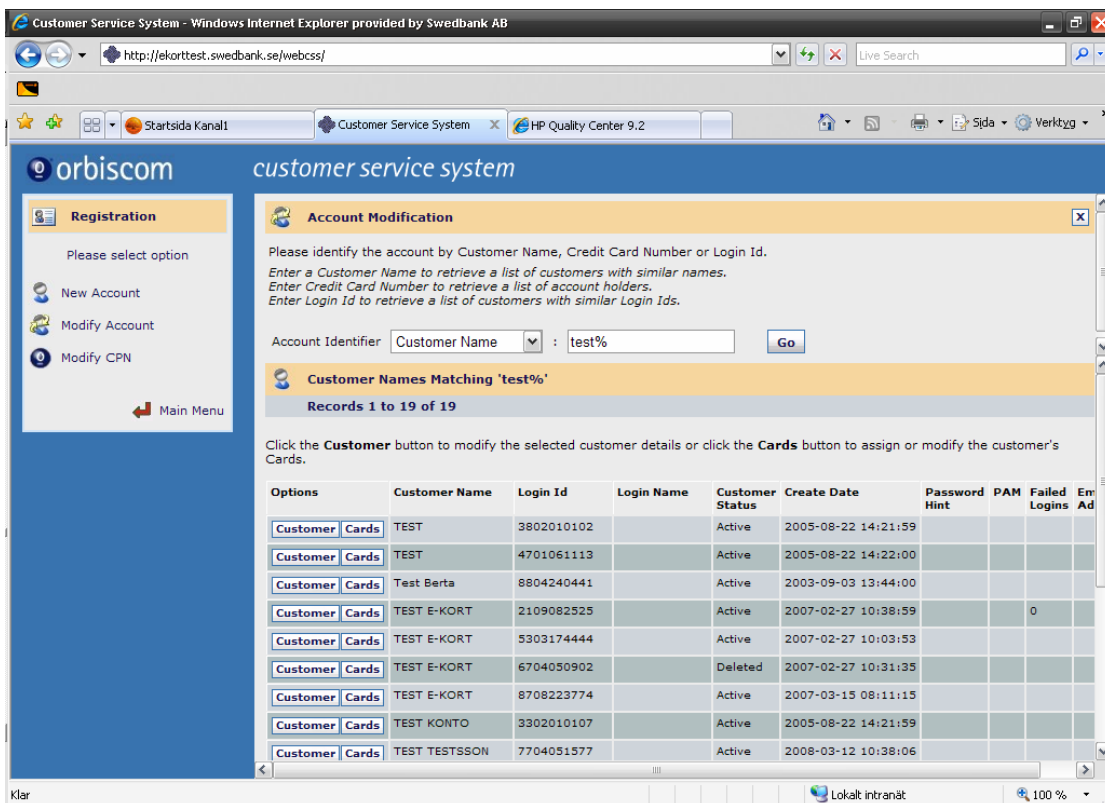 Customer Service System - Windows Internet Explorer provided by Swedbank AB
http://ekorttest.swedbank.se/webcss/
Live Search
Startsida Kanal1
Customer Service System
HP Quality Center 9.2
Sida
Verktyg
orbiscom
customer service system
Registration
Please select option
New Account
Modify Account
Modify CPN
Main Menu
Account Modification
Please identify the account by Customer Name, Credit Card Number or Login Id.
Enter a Customer Name to retrieve a list of customers with similar names.
Enter Credit Card Number to retrieve a list of account holders.
Enter Login Id to retrieve a list of customers with similar Login Ids.
Account Identifier Customer Name : test% Go
Customer Names Matching 'test%'
Records 1 to 19 of 19
Click the Customer button to modify the selected customer details or click the Cards button to assign or modify the customer's
Cards.
Options Customer Name Login Id Login Name Customer Status Create Date Password Hint PAM Failed Logins Em Ad
Customer Cards TEST 3802010102 Active 2005-08-22 14:21:59
Customer Cards TEST 4701061113 Active 2005-08-22 14:22:00
Customer Cards Test Berta 8804240441 Active 2003-09-03 13:44:00
Customer Cards TEST E-KORT 2109082525 Active 2007-02-27 10:38:59 0
Customer Cards TEST E-KORT 5303174444 Active 2007-02-27 10:03:53
Customer Cards TEST E-KORT 6704050902 Deleted 2007-02-27 10:31:35
Customer Cards TEST E-KORT 8708223774 Active 2007-03-15 08:11:15
Customer Cards TEST KONTO 3302010107 Active 2005-08-22 14:21:59
Customer Cards TEST TESTSSON 7704051577 Active 2008-03-12 10:38:06
Klar
Lokalt intranät
100 %